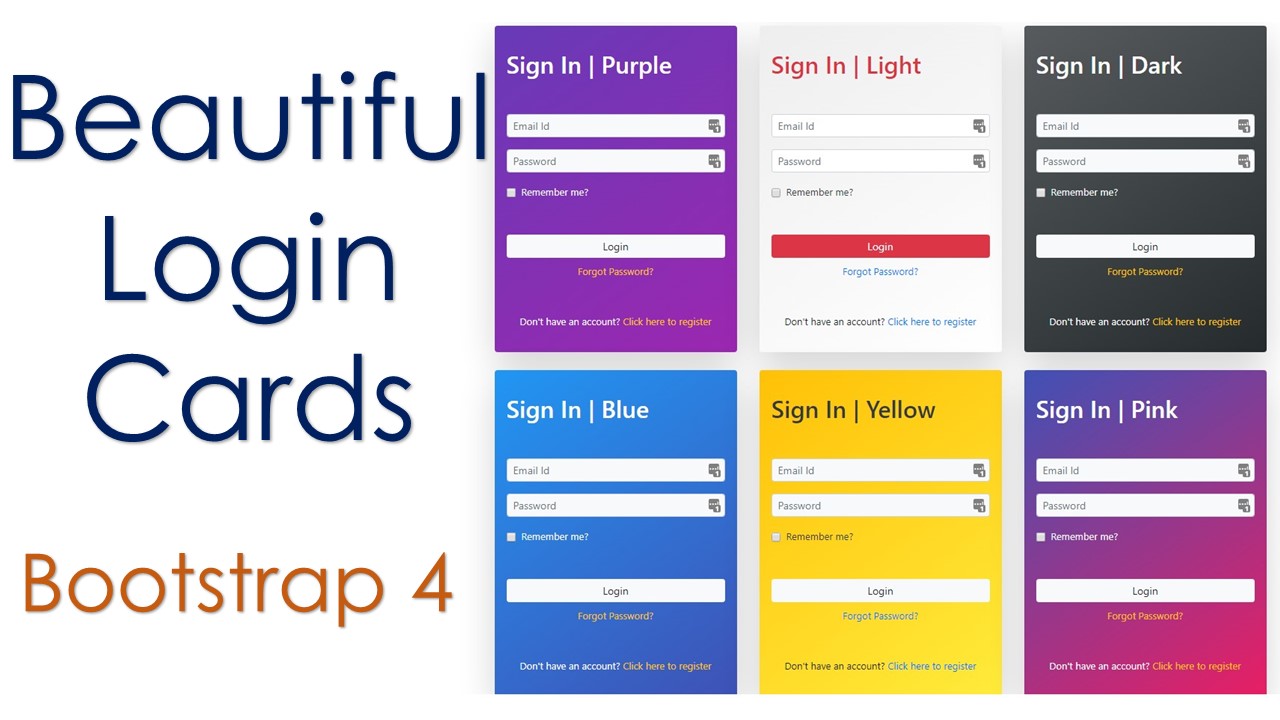 Beautiful
Login
Cards
Bootstrap 4
Sign In | Purple
Email Id
Password
Remember me?
Login
Forgot Password?
Don't have an account? Click here to register
Sign In | Light
Email Id
Password
Remember me?
Login
Forgot Password?
Don't have an account? Click here to register
Sign In | Dark
Email Id
Password
Remember me?
Login
Forgot Password?
Don't have an account? Click here to register
Sign In | Blue
Email Id
Password
Remember me?
Login
Forgot Password?
Don't have an account? Click here to register
Sign In | Yellow
Email Id
Password
Remember me?
Login
Forgot Password?
Don't have an account? Click here to register
Sign In | Pink
Email Id
Password
Remember me?
Login
Forgot Password?
Don't have an account? Click here to register